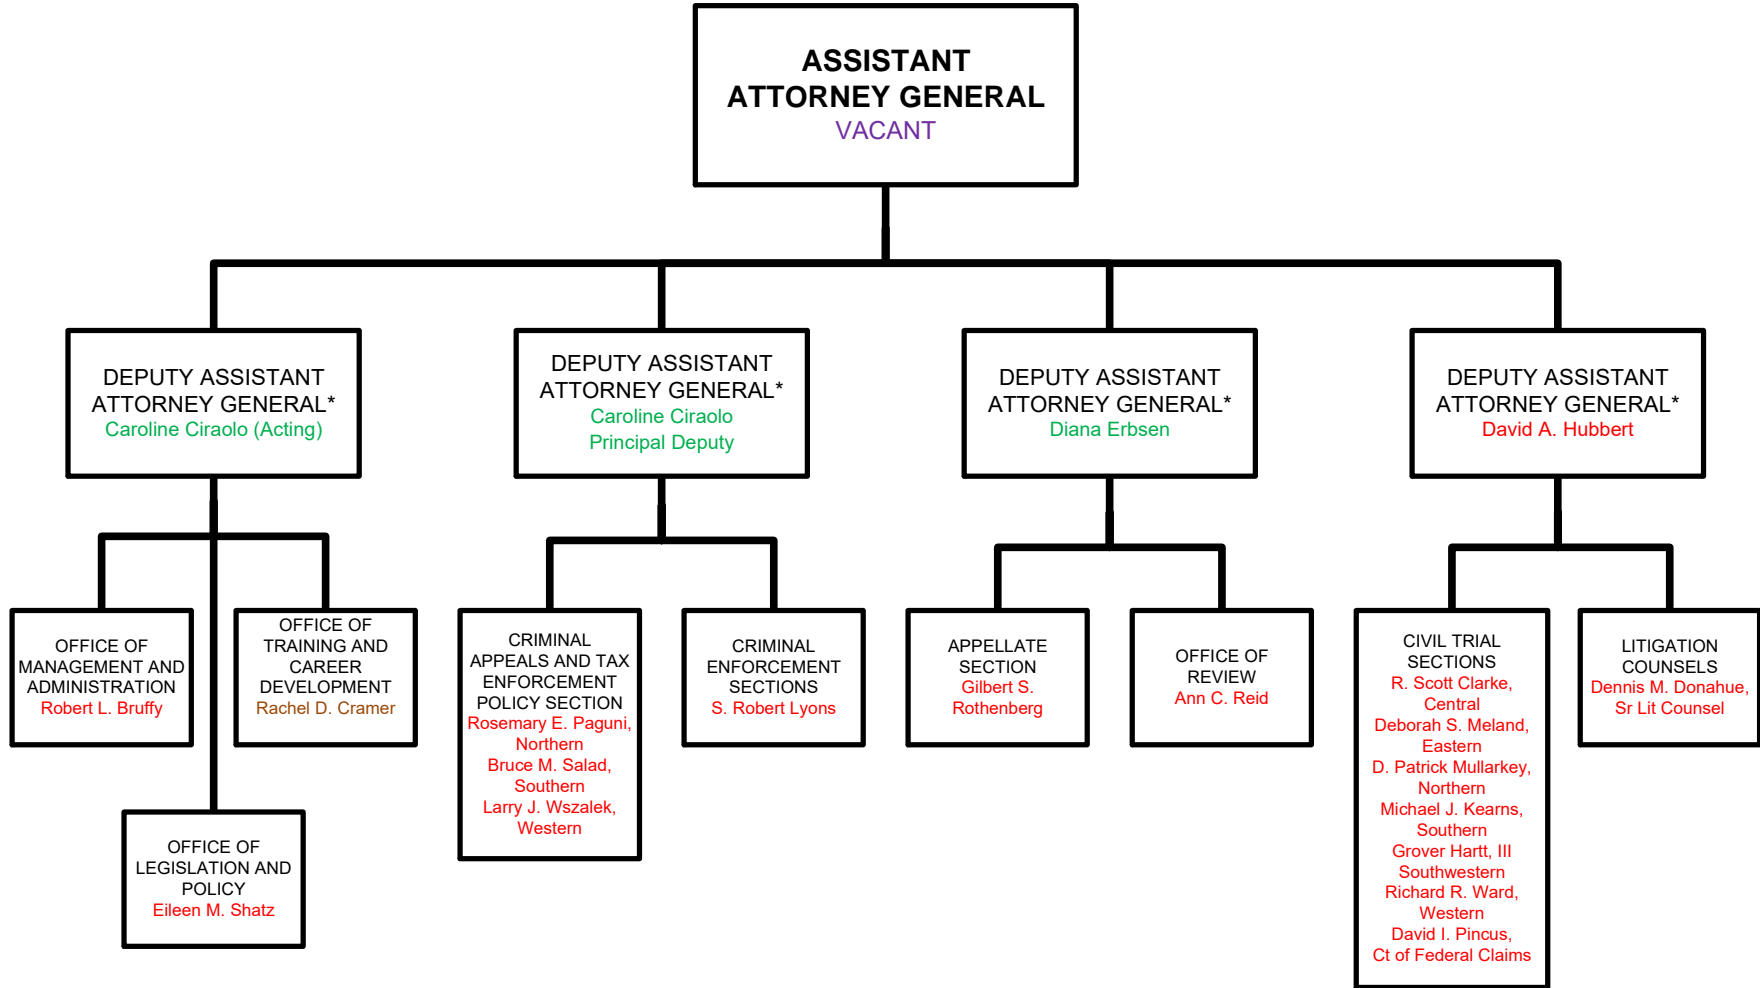 ASSISTANT
ATTORNEY GENERAL
VACANT
DEPUTY ASSISTANT
ATTORNEY GENERAL*
Caroline Ciraolo (Acting)
DEPUTY ASSISTANT
ATTORNEY GENERAL*
Caroline Ciraolo
Principal Deputy
DEPUTY ASSISTANT
ATTORNEY GENERAL*
Diana Erbsen
DEPUTY ASSISTANT
ATTORNEY GENERAL*
David A. Hubbert
OFFICE OF
MANAGEMENT AND
ADMINISTRATION
Robert L. Bruffy
OFFICE OF
TRAINING AND
CAREER
DEVELOPMENT
Rachel D. Cramer
CRIMINAL
APPEALS AND TAX
ENFORCEMENT
POLICY SECTION
Rosemary E. Paguni,
Northern
Bruce M. Salad,
Southern
Larry J. Wszalek,
Western
CRIMINAL
ENFORCEMENT
SECTIONS
S. Robert Lyons
APPELLATE
SECTION
Gilbert S.
Rothenberg
OFFICE OF
REVIEW
Ann C. Reid
CIVIL TRIAL
SECTIONS
R. Scott Clarke,
Central
Deborah S. Meland,
Eastern
D. Patrick Mullarkey,
Northern
Michael J. Kearns,
Southern
Grover Hartt, III
Southwestern
Richard R. Ward,
Western
David I. Pincus,
Ct of Federal Claims
LITIGATION
COUNSELS
Dennis M. Donahue,
Sr Lit Counsel
OFFICE OF
LEGISLATION AND
POLICY
Eileen M. Shatz